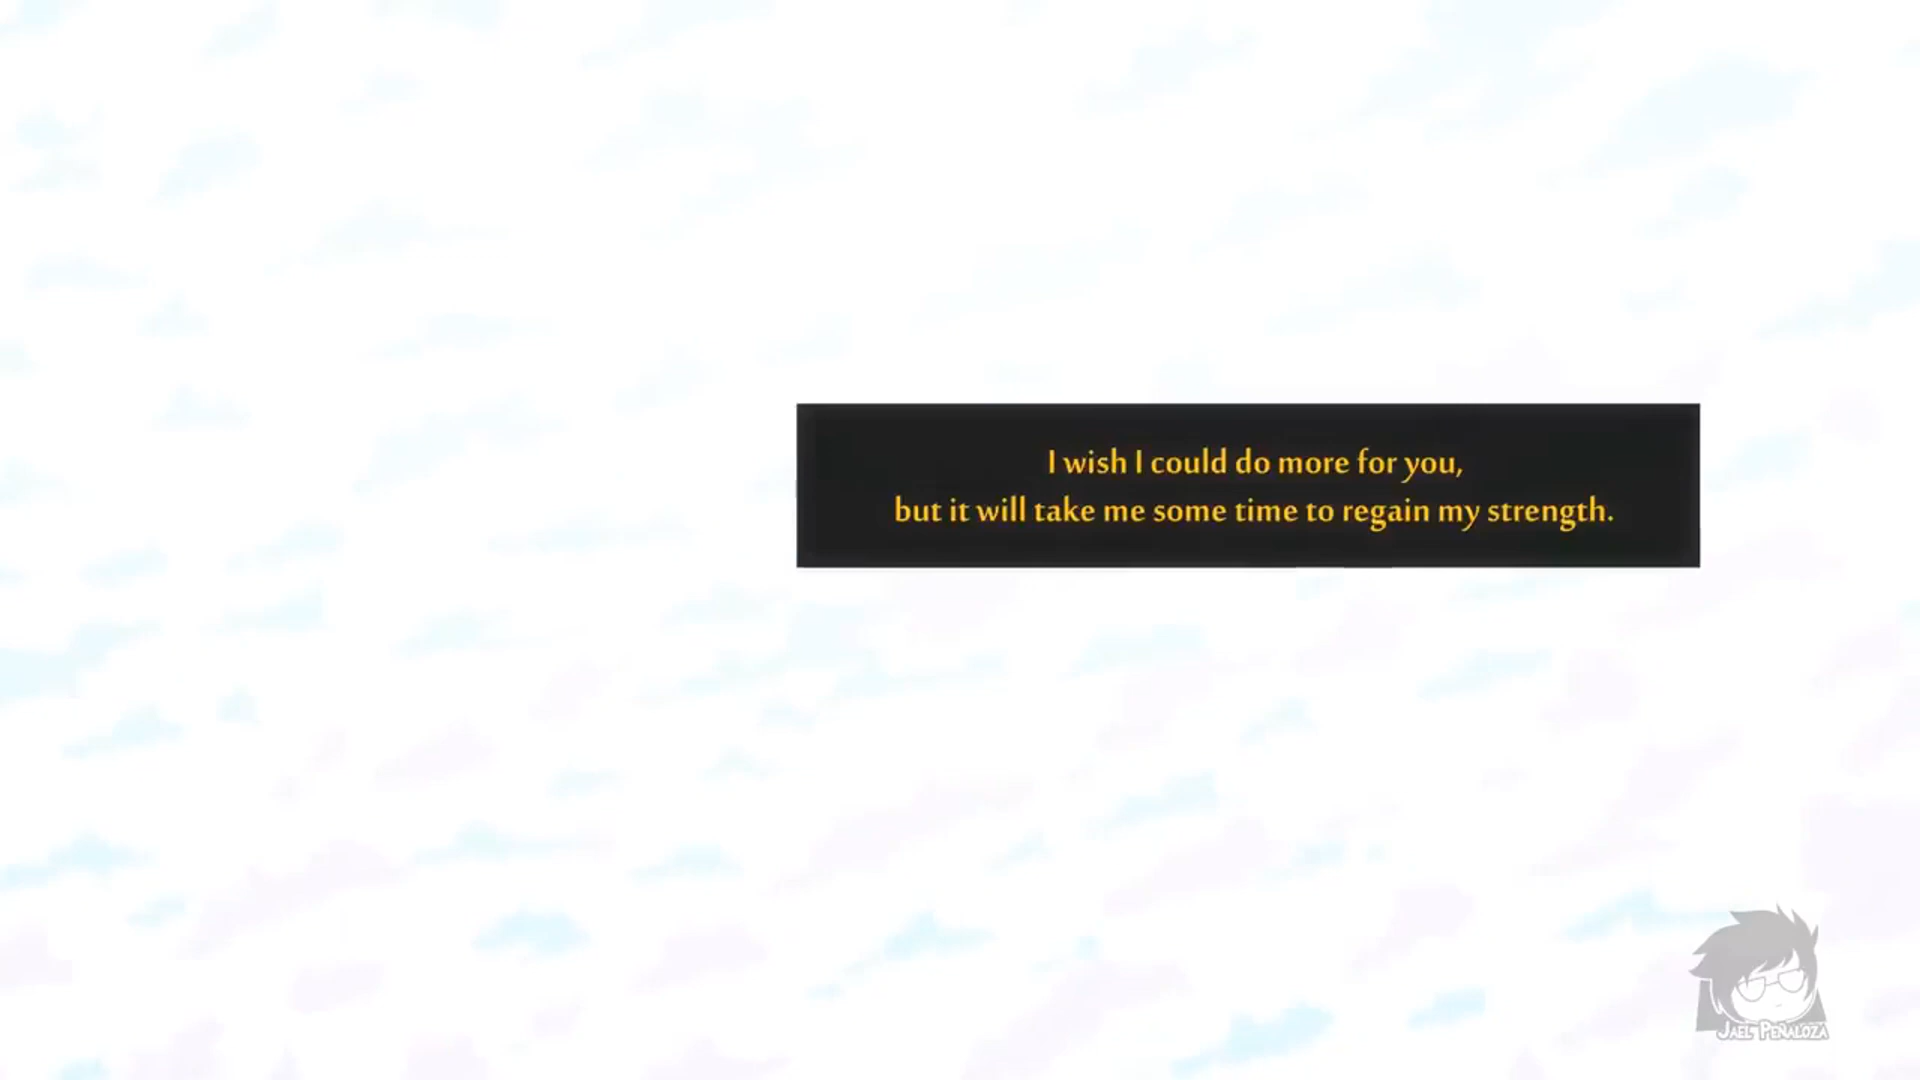 I wish I could do more for you,
but it will take me some time to regain my strength.
JAEL PEÑALOZA